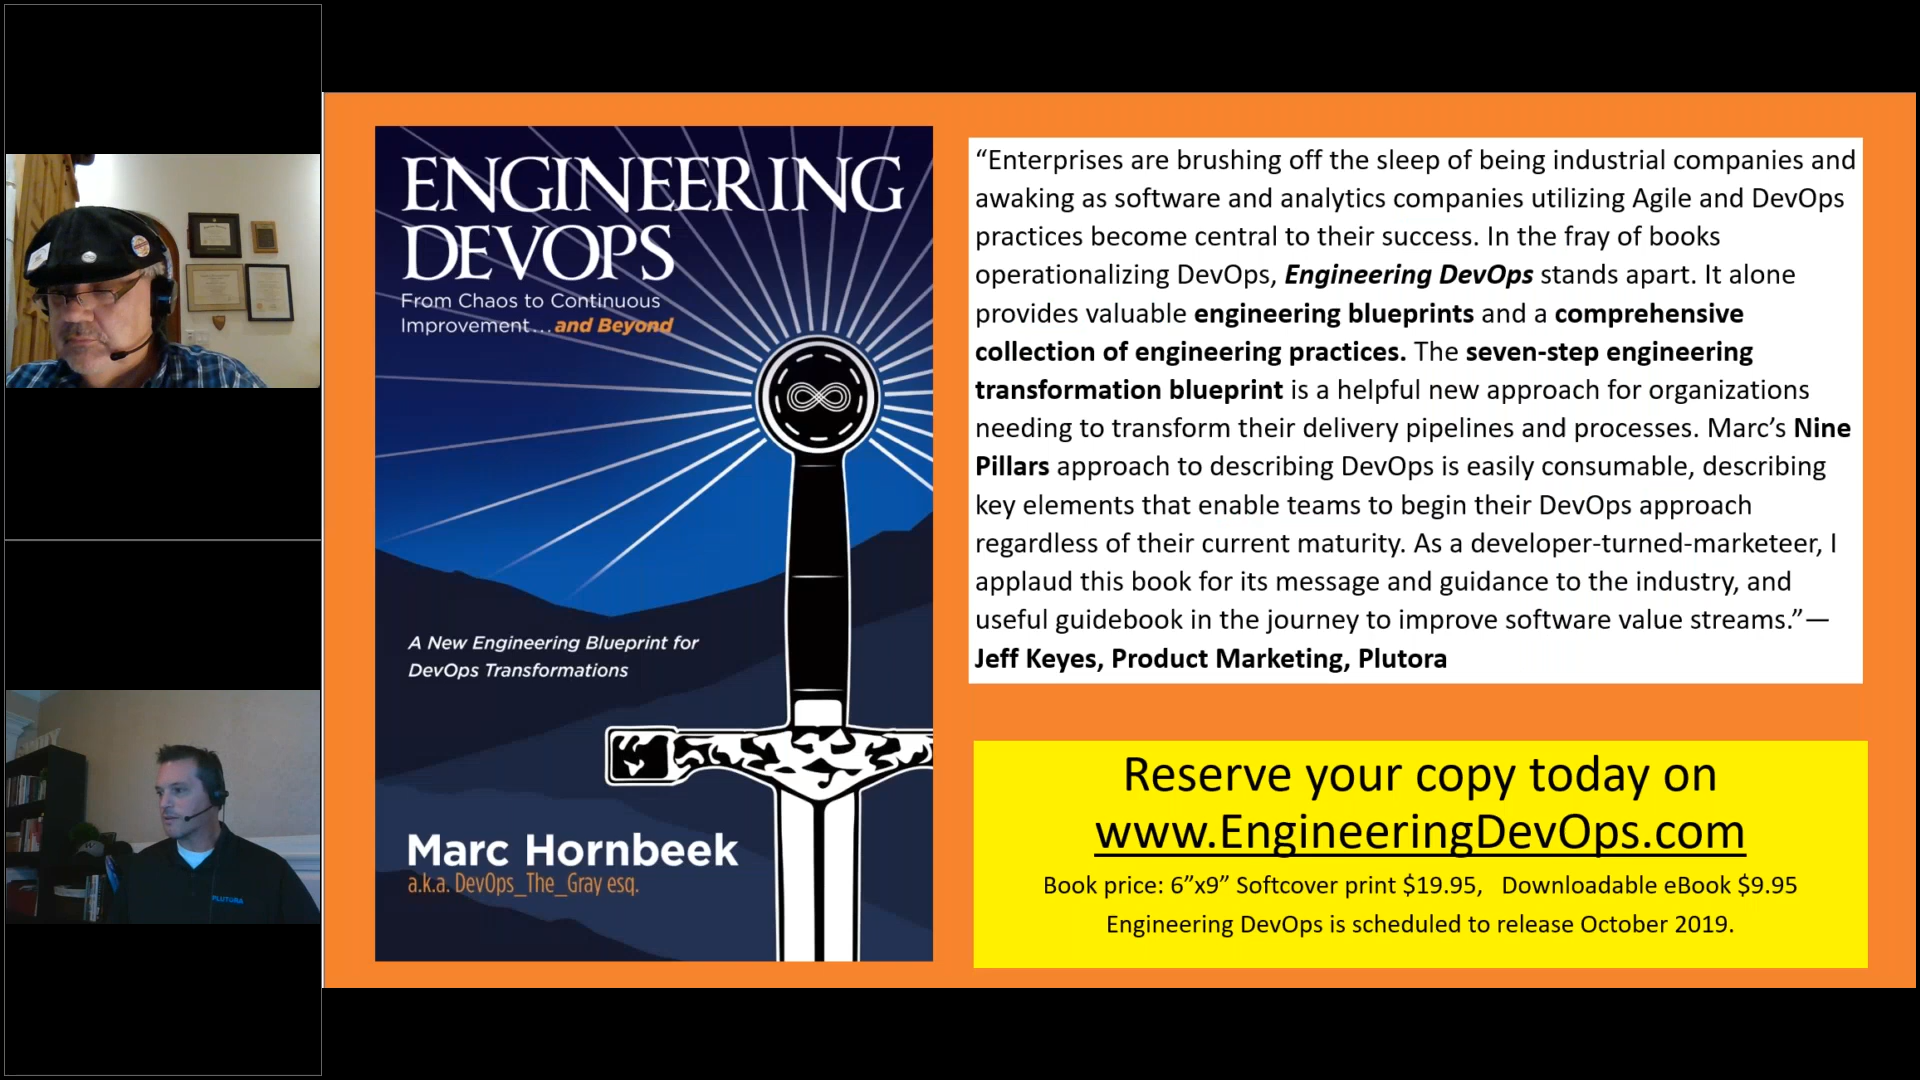 ENGINEERING
DEVOPS
From Chaos to Continuous
Improvement...and Beyond
A New Engineering Blueprint for
DevOps Transformations
Marc Hornbeek
a.k.a. DevOps_The_Gray esq.
“Enterprises are brushing off the sleep of being industrial companies and
awaking as software and analytics companies utilizing Agile and DevOps
practices become central to their success. In the fray of books
operationalizing DevOps, Engineering DevOps stands apart. It alone
provides valuable engineering blueprints and a comprehensive
collection of engineering practices. The seven-step engineering
transformation blueprint is a helpful new approach for organizations
needing to transform their delivery pipelines and processes. Marc’s Nine
Pillars approach to describing DevOps is easily consumable, describing
key elements that enable teams to begin their DevOps approach
regardless of their current maturity. As a developer-turned-marketeer, I
applaud this book for its message and guidance to the industry, and
useful guidebook in the journey to improve software value streams.”—
Jeff Keyes, Product Marketing, Plutora
Reserve your copy today on
www.EngineeringDevOps.com
Book price: 6”x9” Softcover print $19.95, Downloadable eBook $9.95
Engineering DevOps is scheduled to release October 2019.
PLUTORA